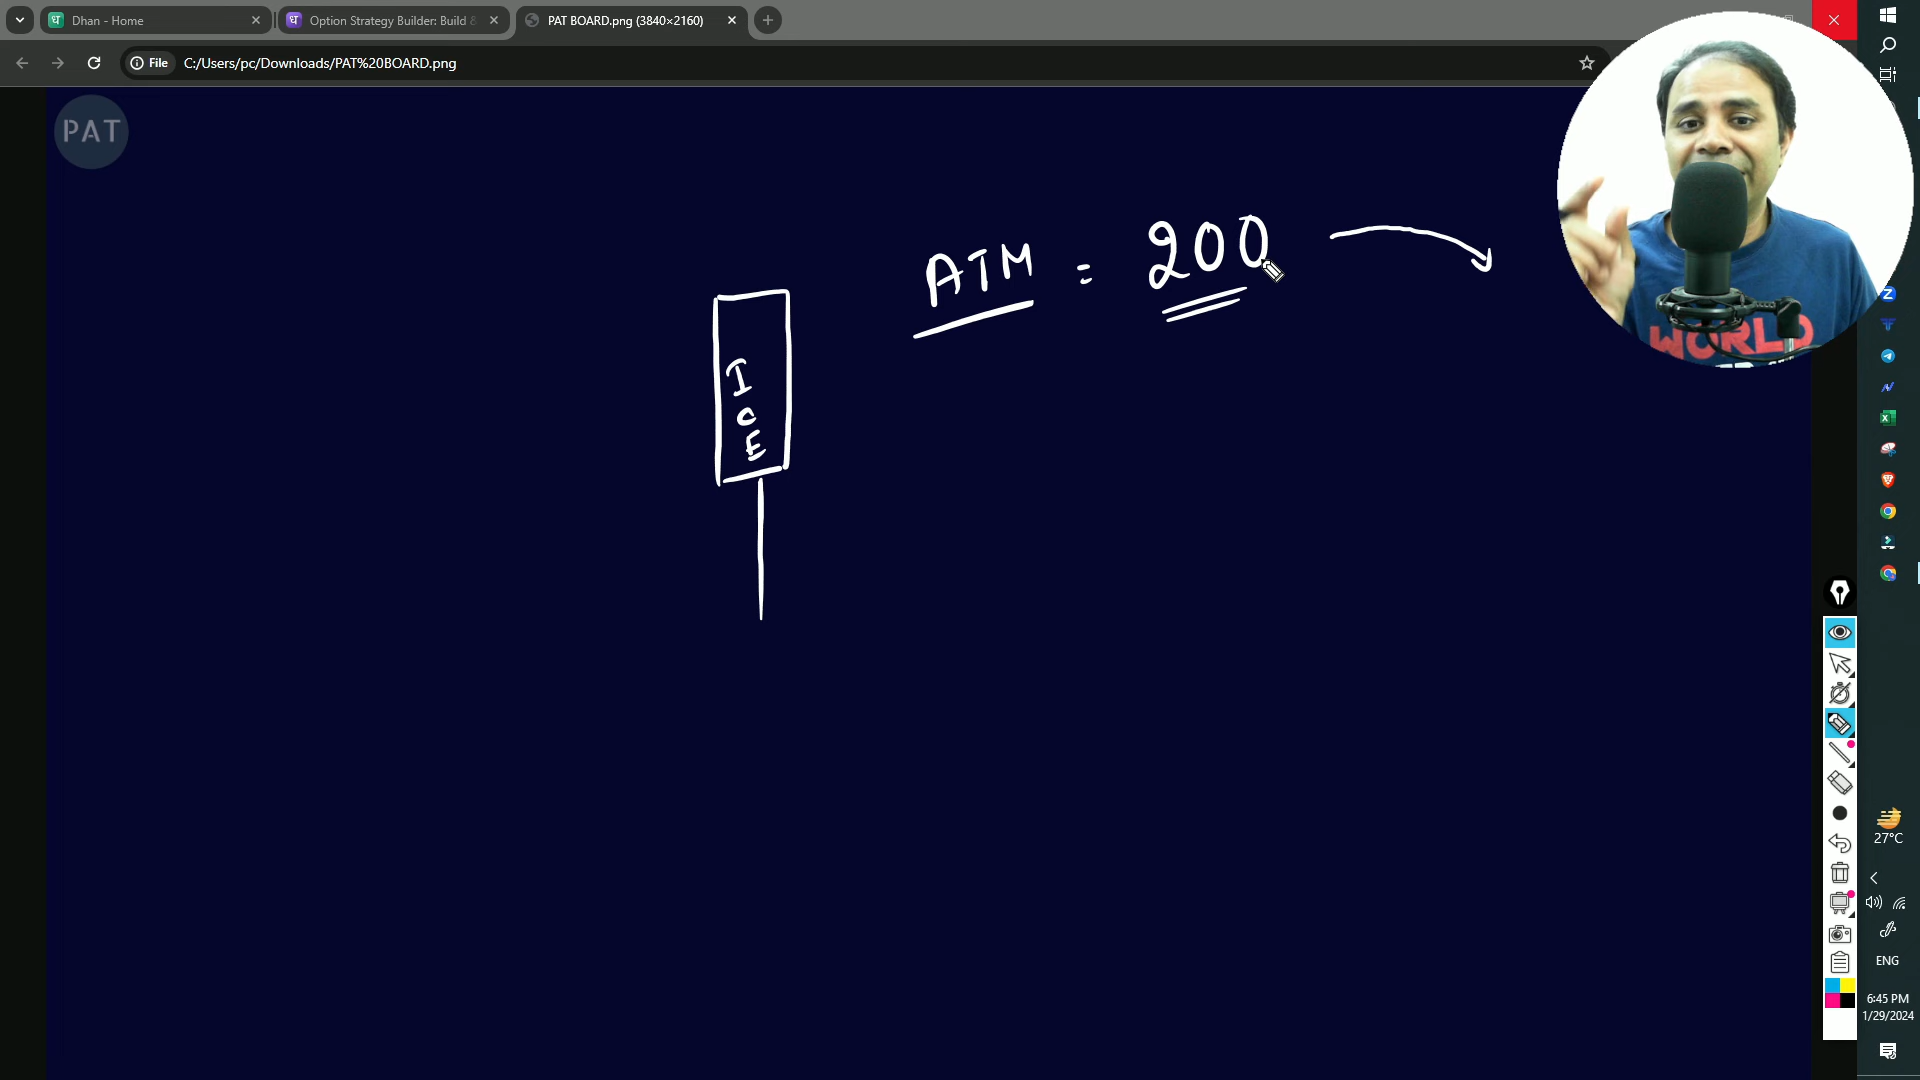 Dhan - Home
Option Strategy Builder: Build &
PAT BOARD.png (3840×2160)
File
C:/Users/pc/Downloads/PAT%20BOARD.png
PAT
ATM = 200
ICE
WORLD
27°C
ENG
6:45 PM
1/29/2024